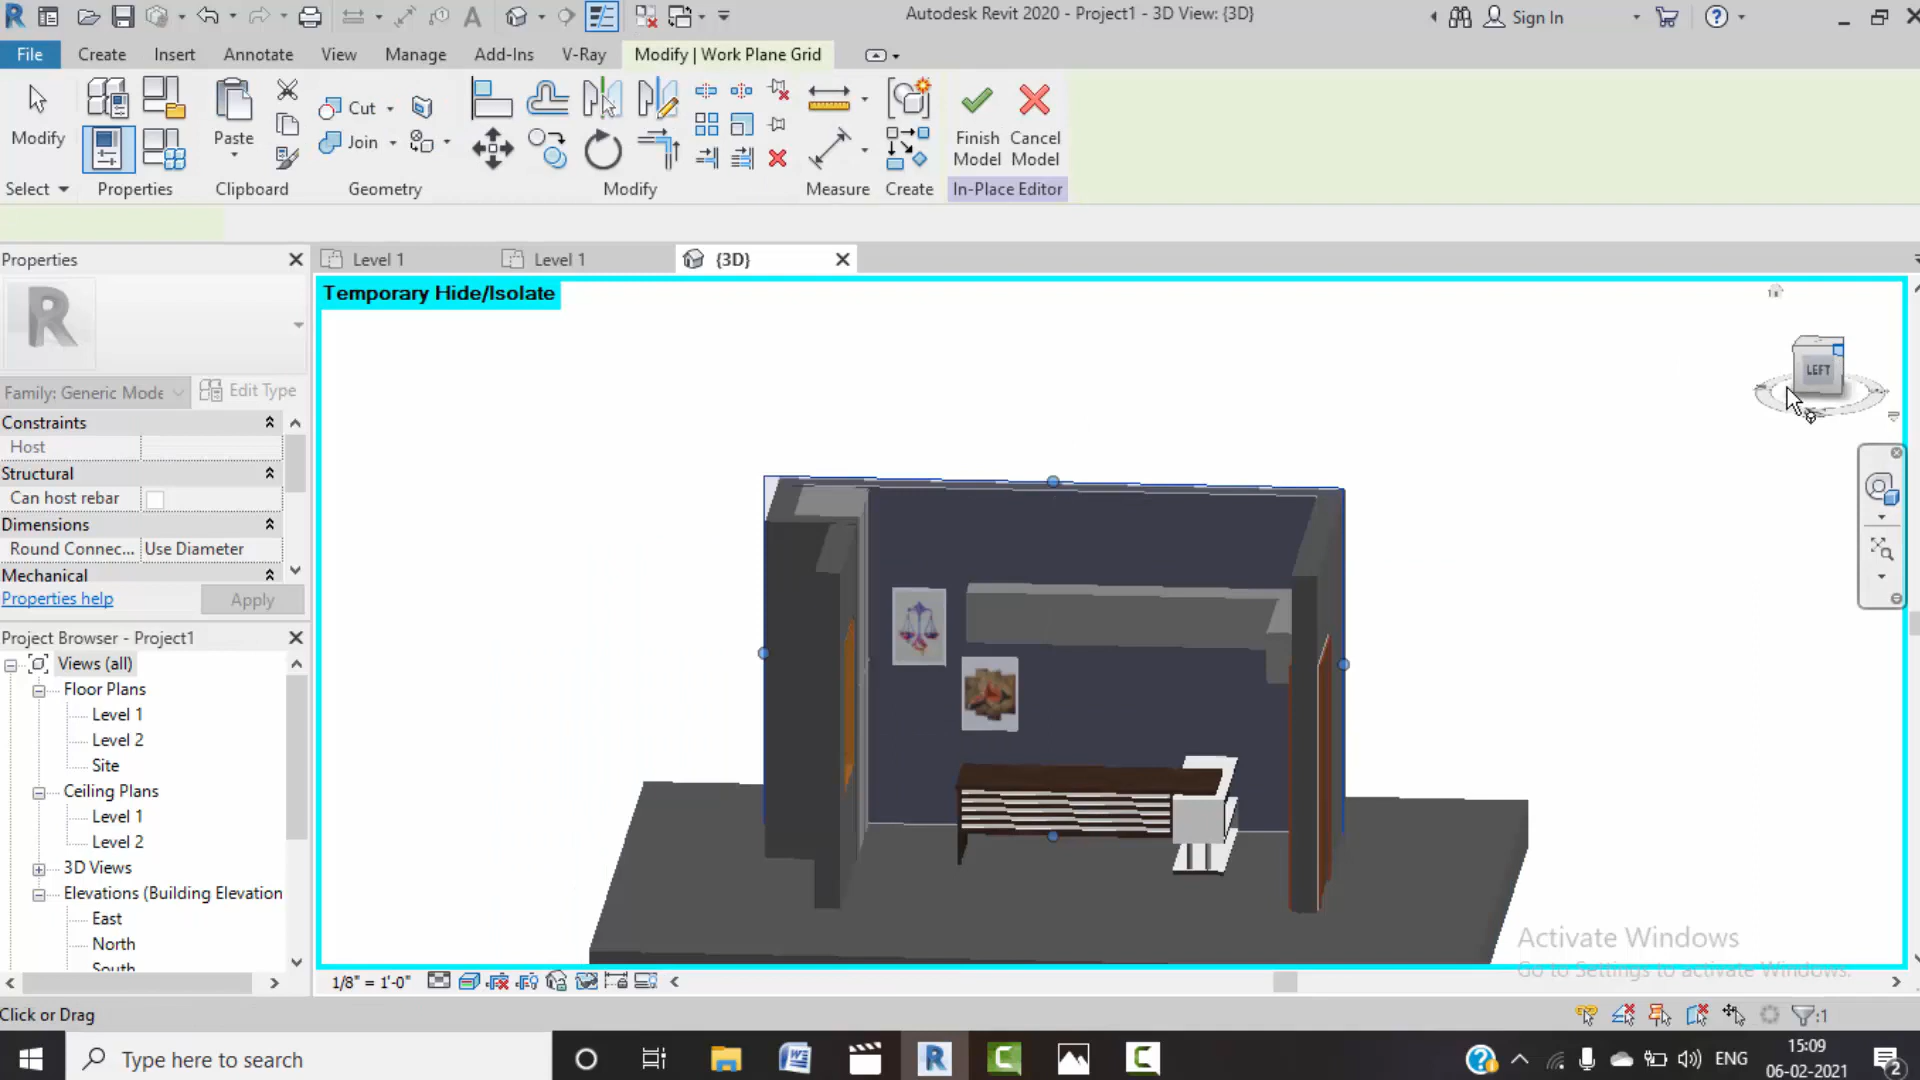 Autodesk Revit 2020 - Project1 - 3D View: {3D}
Sign In
File
Create
Insert
Annotate
View
Manage
Add-Ins
V-Ray
Modify | Work Plane Grid
Modify
Paste
Cut
Join
Finish Model
Cancel Model
Select
Properties
Clipboard
Geometry
Modify
Measure
Create
In-Place Editor
Properties
Level 1
Level 1
{3D}
Temporary Hide/Isolate
LEFT
Family: Generic Mode
Edit Type
Constraints
Host
Structural
Can host rebar
Dimensions
Round Connec...
Use Diameter
Mechanical
Properties help
Apply
Project Browser - Project1
Views (all)
Floor Plans
Level 1
Level 2
Site
Ceiling Plans
Level 1
Level 2
3D Views
Elevations (Building Elevation
East
North
South
Activate Windows
Go to Settings to activate Windows.
1/8" = 1'-0"
Click or Drag
:1
Type here to search
ENG
15:09
06-02-2021
2